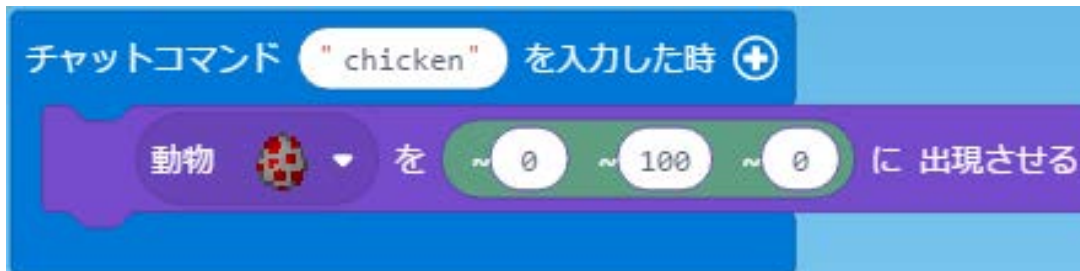 チャットコマンド "chicken" を入力した時
動物 を ~0 ~100 ~0 に 出現させる